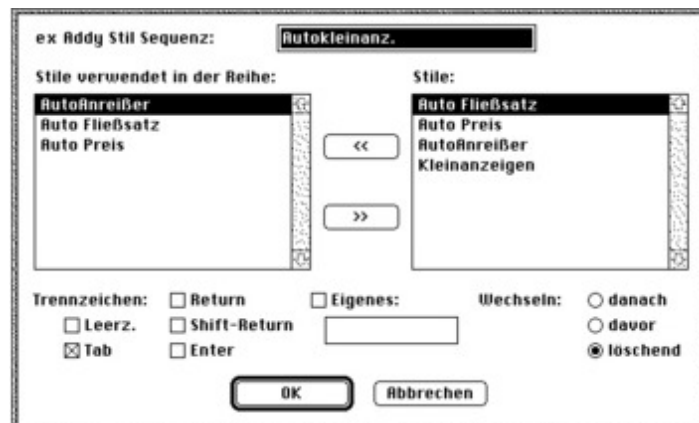 ex Addy Stil Sequenz: Autokleinanz.
Stile verwendet in der Reihe: Stile:
AutoAnreißer
Auto Fließsatz
Auto Preis
<<
>>
Auto Fließsatz
Auto Preis
AutoAnreißer
Kleinanzeigen
Trennzeichen: Return Eigenes: Wechseln: danach
Leerz. Shift-Return davor
Tab Enter löschend
OK Abbrechen